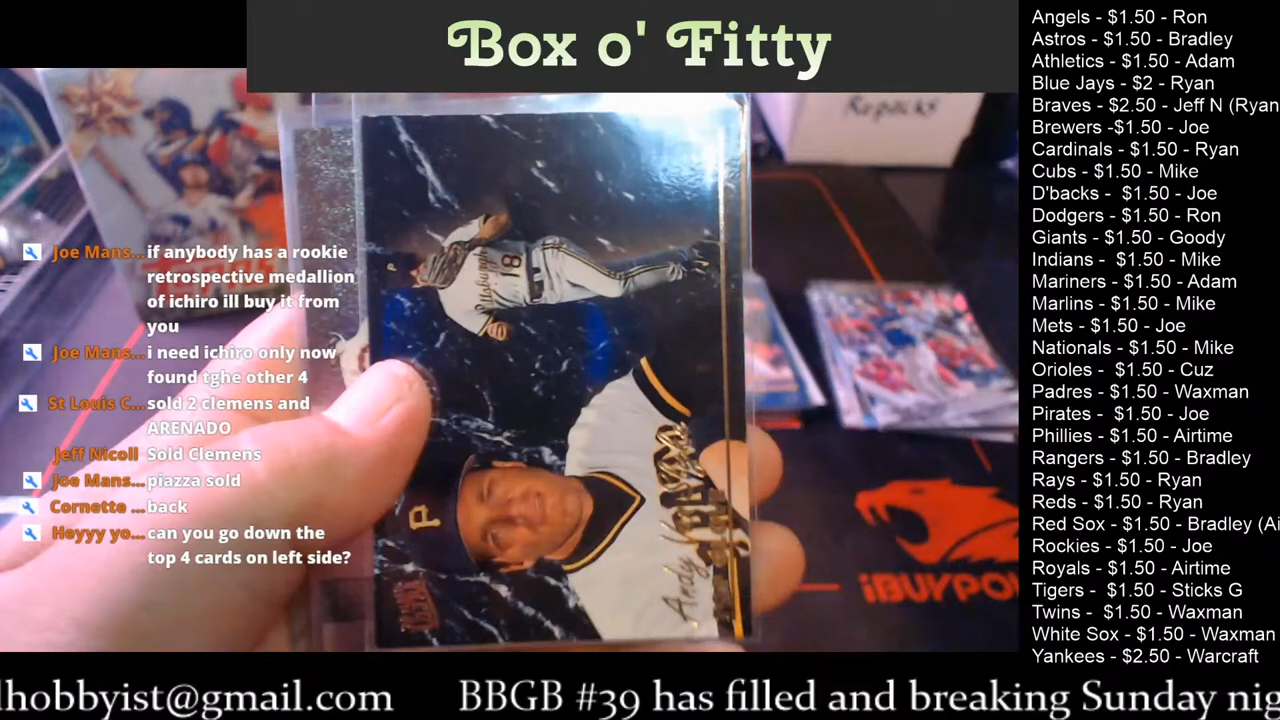 Box o' Fitty
Repacks
Pittsburgh
18
P
Andy
iBUYPO
Joe Mans... if anybody has a rookie
retrospective medallion
of ichiro ill buy it from
you
Joe Mans... i need ichiro only now
found tghe other 4
St Louis C... sold 2 clemens and
ARENADO
Jeff Nicoll Sold Clemens
Joe Mans... piazza sold
Cornette ... back
Heyyy yo... can you go down the
top 4 cards on left side?
Angels - $1.50 - Ron
Astros - $1.50 - Bradley
Athletics - $1.50 - Adam
Blue Jays - $2 - Ryan
Braves - $2.50 - Jeff N (Ryan
Brewers -$1.50 - Joe
Cardinals - $1.50 - Ryan
Cubs - $1.50 - Mike
D'backs - $1.50 - Joe
Dodgers - $1.50 - Ron
Giants - $1.50 - Goody
Indians - $1.50 - Mike
Mariners - $1.50 - Adam
Marlins - $1.50 - Mike
Mets - $1.50 - Joe
Nationals - $1.50 - Mike
Orioles - $1.50 - Cuz
Padres - $1.50 - Waxman
Pirates - $1.50 - Joe
Phillies - $1.50 - Airtime
Rangers - $1.50 - Bradley
Rays - $1.50 - Ryan
Reds - $1.50 - Ryan
Red Sox - $1.50 - Bradley (A
Rockies - $1.50 - Joe
Royals - $1.50 - Airtime
Tigers - $1.50 - Sticks G
Twins - $1.50 - Waxman
White Sox - $1.50 - Waxman
Yankees - $2.50 - Warcraft
lhobbyist@gmail.com BBGB #39 has filled and breaking Sunday nig